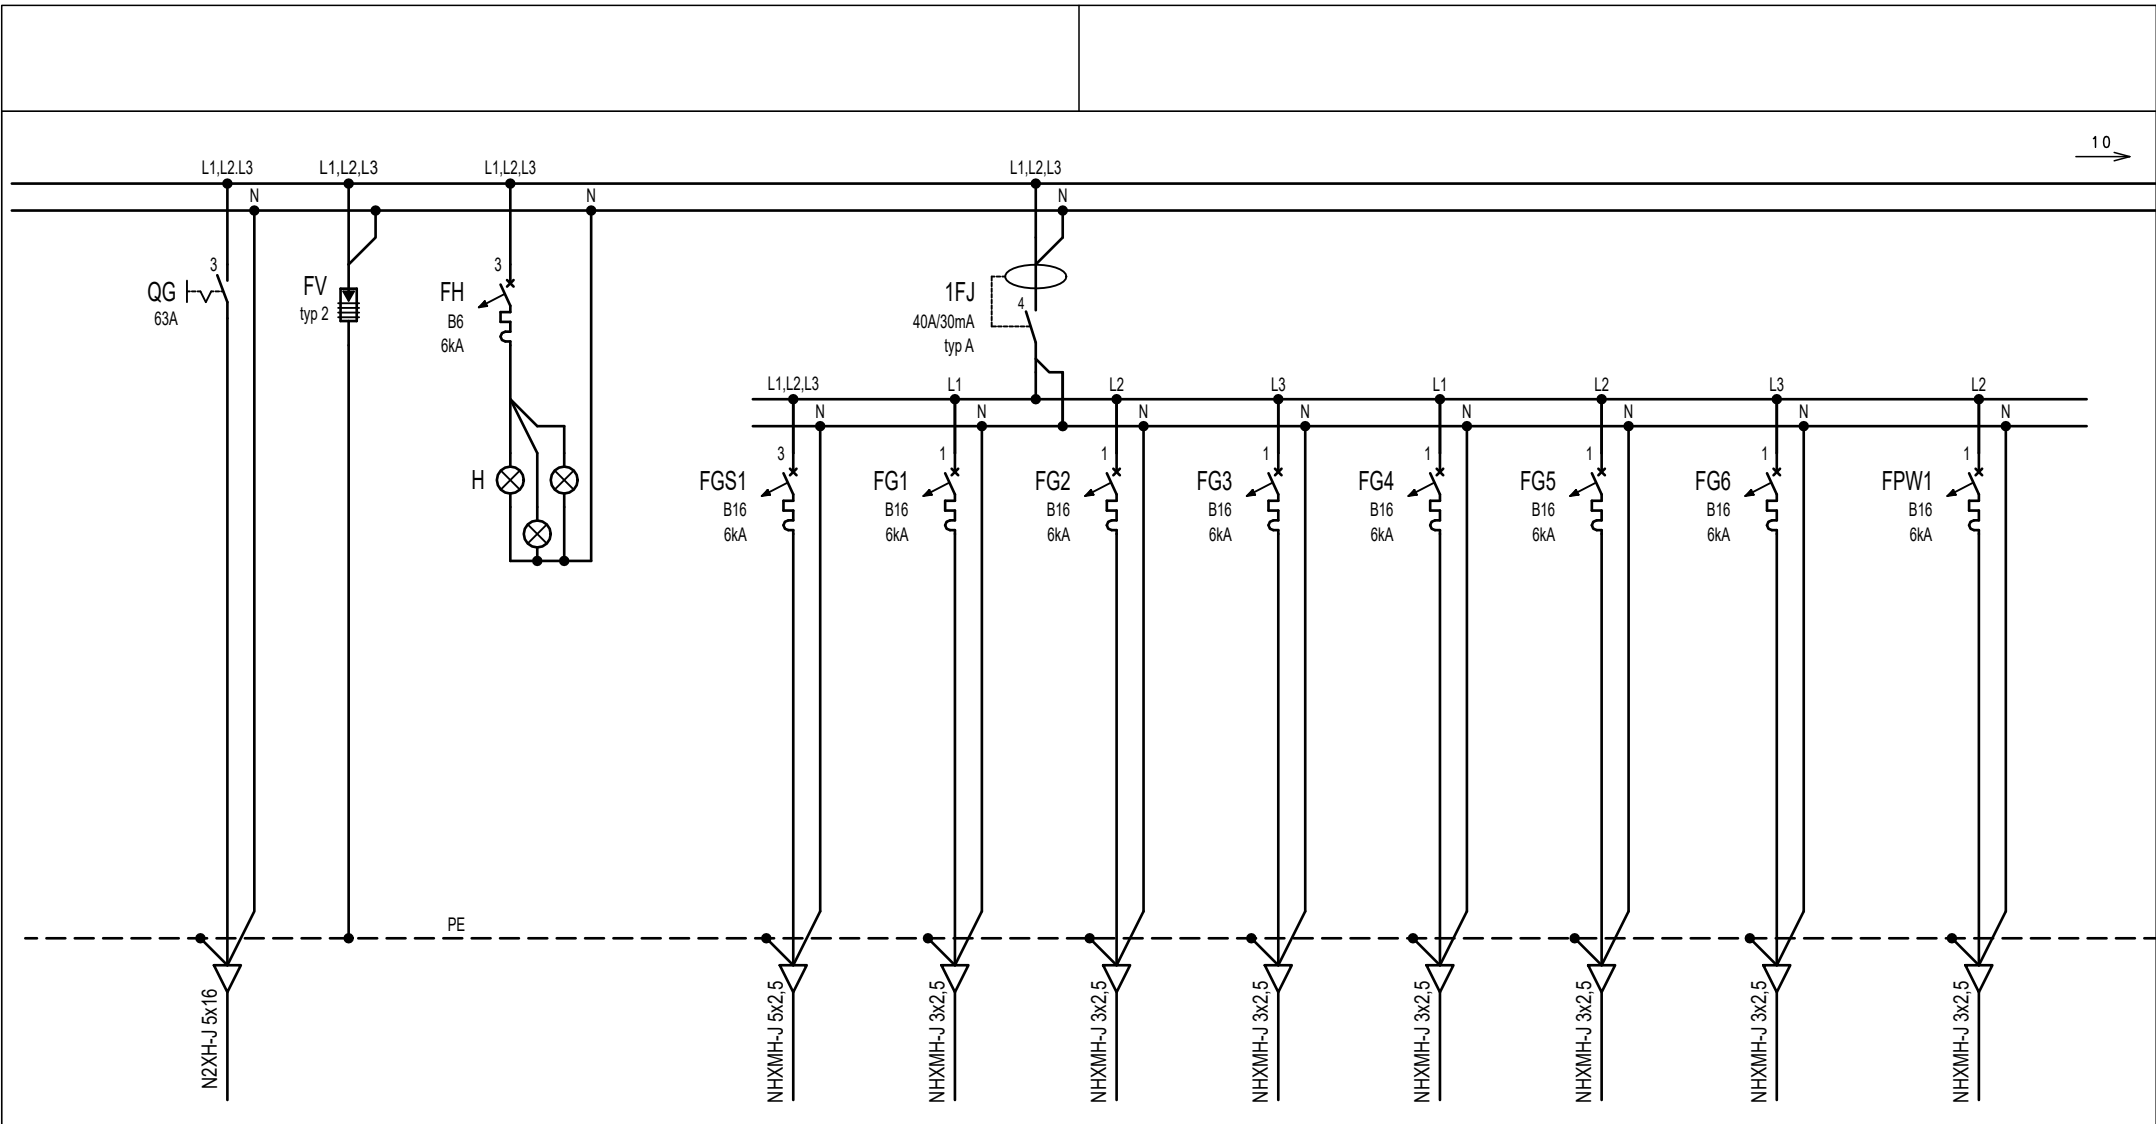 10
L1,L2.L3
L1,L2,L3
L1,L2,L3
L1,L2,L3
N
N
N
3
QG
63A
FV
typ 2
3
FH
B6
6kA
1FJ
4
40A/30mA
typ A
L1,L2,L3
L1
L2
L3
L1
L2
L3
L2
N
N
N
N
N
N
N
N
H
3
FGS1
B16
6kA
1
FG1
B16
6kA
1
FG2
B16
6kA
1
FG3
B16
6kA
1
FG4
B16
6kA
1
FG5
B16
6kA
1
FG6
B16
6kA
1
FPW1
B16
6kA
PE
N2XH-J 5x16
NHXMH-J 5x2,5
NHXMH-J 3x2,5
NHXMH-J 3x2,5
NHXMH-J 3x2,5
NHXMH-J 3x2,5
NHXMH-J 3x2,5
NHXMH-J 3x2,5
NHXMH-J 3x2,5